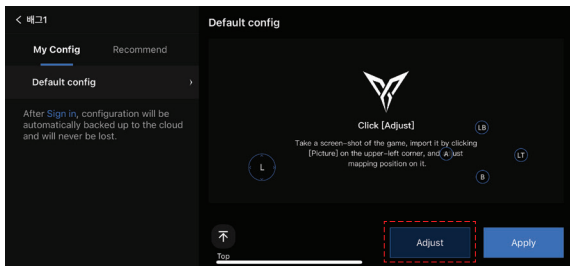 배그1
My Config Recommend
Default config
After Sign in, configuration will be
automatically backed up to the cloud
and will never be lost.
Default config
Click [Adjust]
Take a screen-shot of the game, import it by clicking
[Picture] on the upper-left corner, and A ust
mapping position on it.
LB
LT
L
B
Top
Adjust
Apply